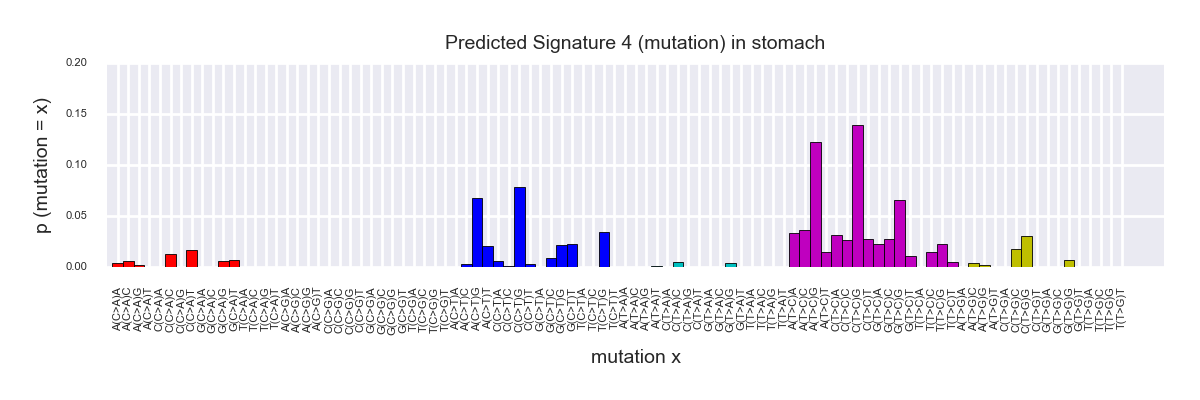 Predicted Signature 4 (mutation) in stomach
p (mutation = x)
0.20
0.15
0.10
0.05
0.00
A(C>A)A
A(C>A)C
A(C>A)G
A(C>A)T
C(C>A)A
C(C>A)C
C(C>A)G
C(C>A)T
G(C>A)A
G(C>A)C
G(C>A)G
G(C>A)T
T(C>A)A
T(C>A)C
T(C>A)G
T(C>A)T
A(C>G)A
A(C>G)C
A(C>G)G
A(C>G)T
C(C>G)A
C(C>G)C
C(C>G)G
C(C>G)T
G(C>G)A
G(C>G)C
G(C>G)G
G(C>G)T
T(C>G)A
T(C>G)C
T(C>G)G
T(C>G)T
A(C>T)A
A(C>T)C
A(C>T)G
A(C>T)T
C(C>T)A
C(C>T)C
C(C>T)G
C(C>T)T
G(C>T)A
G(C>T)C
G(C>T)G
G(C>T)T
T(C>T)A
T(C>T)C
T(C>T)G
T(C>T)T
A(T>A)A
A(T>A)C
A(T>A)G
A(T>A)T
C(T>A)A
C(T>A)C
C(T>A)G
C(T>A)T
G(T>A)A
G(T>A)C
G(T>A)G
G(T>A)T
T(T>A)A
T(T>A)C
T(T>A)G
T(T>A)T
A(T>C)A
A(T>C)C
A(T>C)G
A(T>C)T
C(T>C)A
C(T>C)C
C(T>C)G
C(T>C)T
G(T>C)A
G(T>C)C
G(T>C)G
G(T>C)T
T(T>C)A
T(T>C)C
T(T>C)G
T(T>C)T
A(T>G)A
A(T>G)C
A(T>G)G
A(T>G)T
C(T>G)A
C(T>G)C
C(T>G)G
C(T>G)T
G(T>G)A
G(T>G)C
G(T>G)G
G(T>G)T
T(T>G)A
T(T>G)C
T(T>G)G
T(T>G)T
mutation x